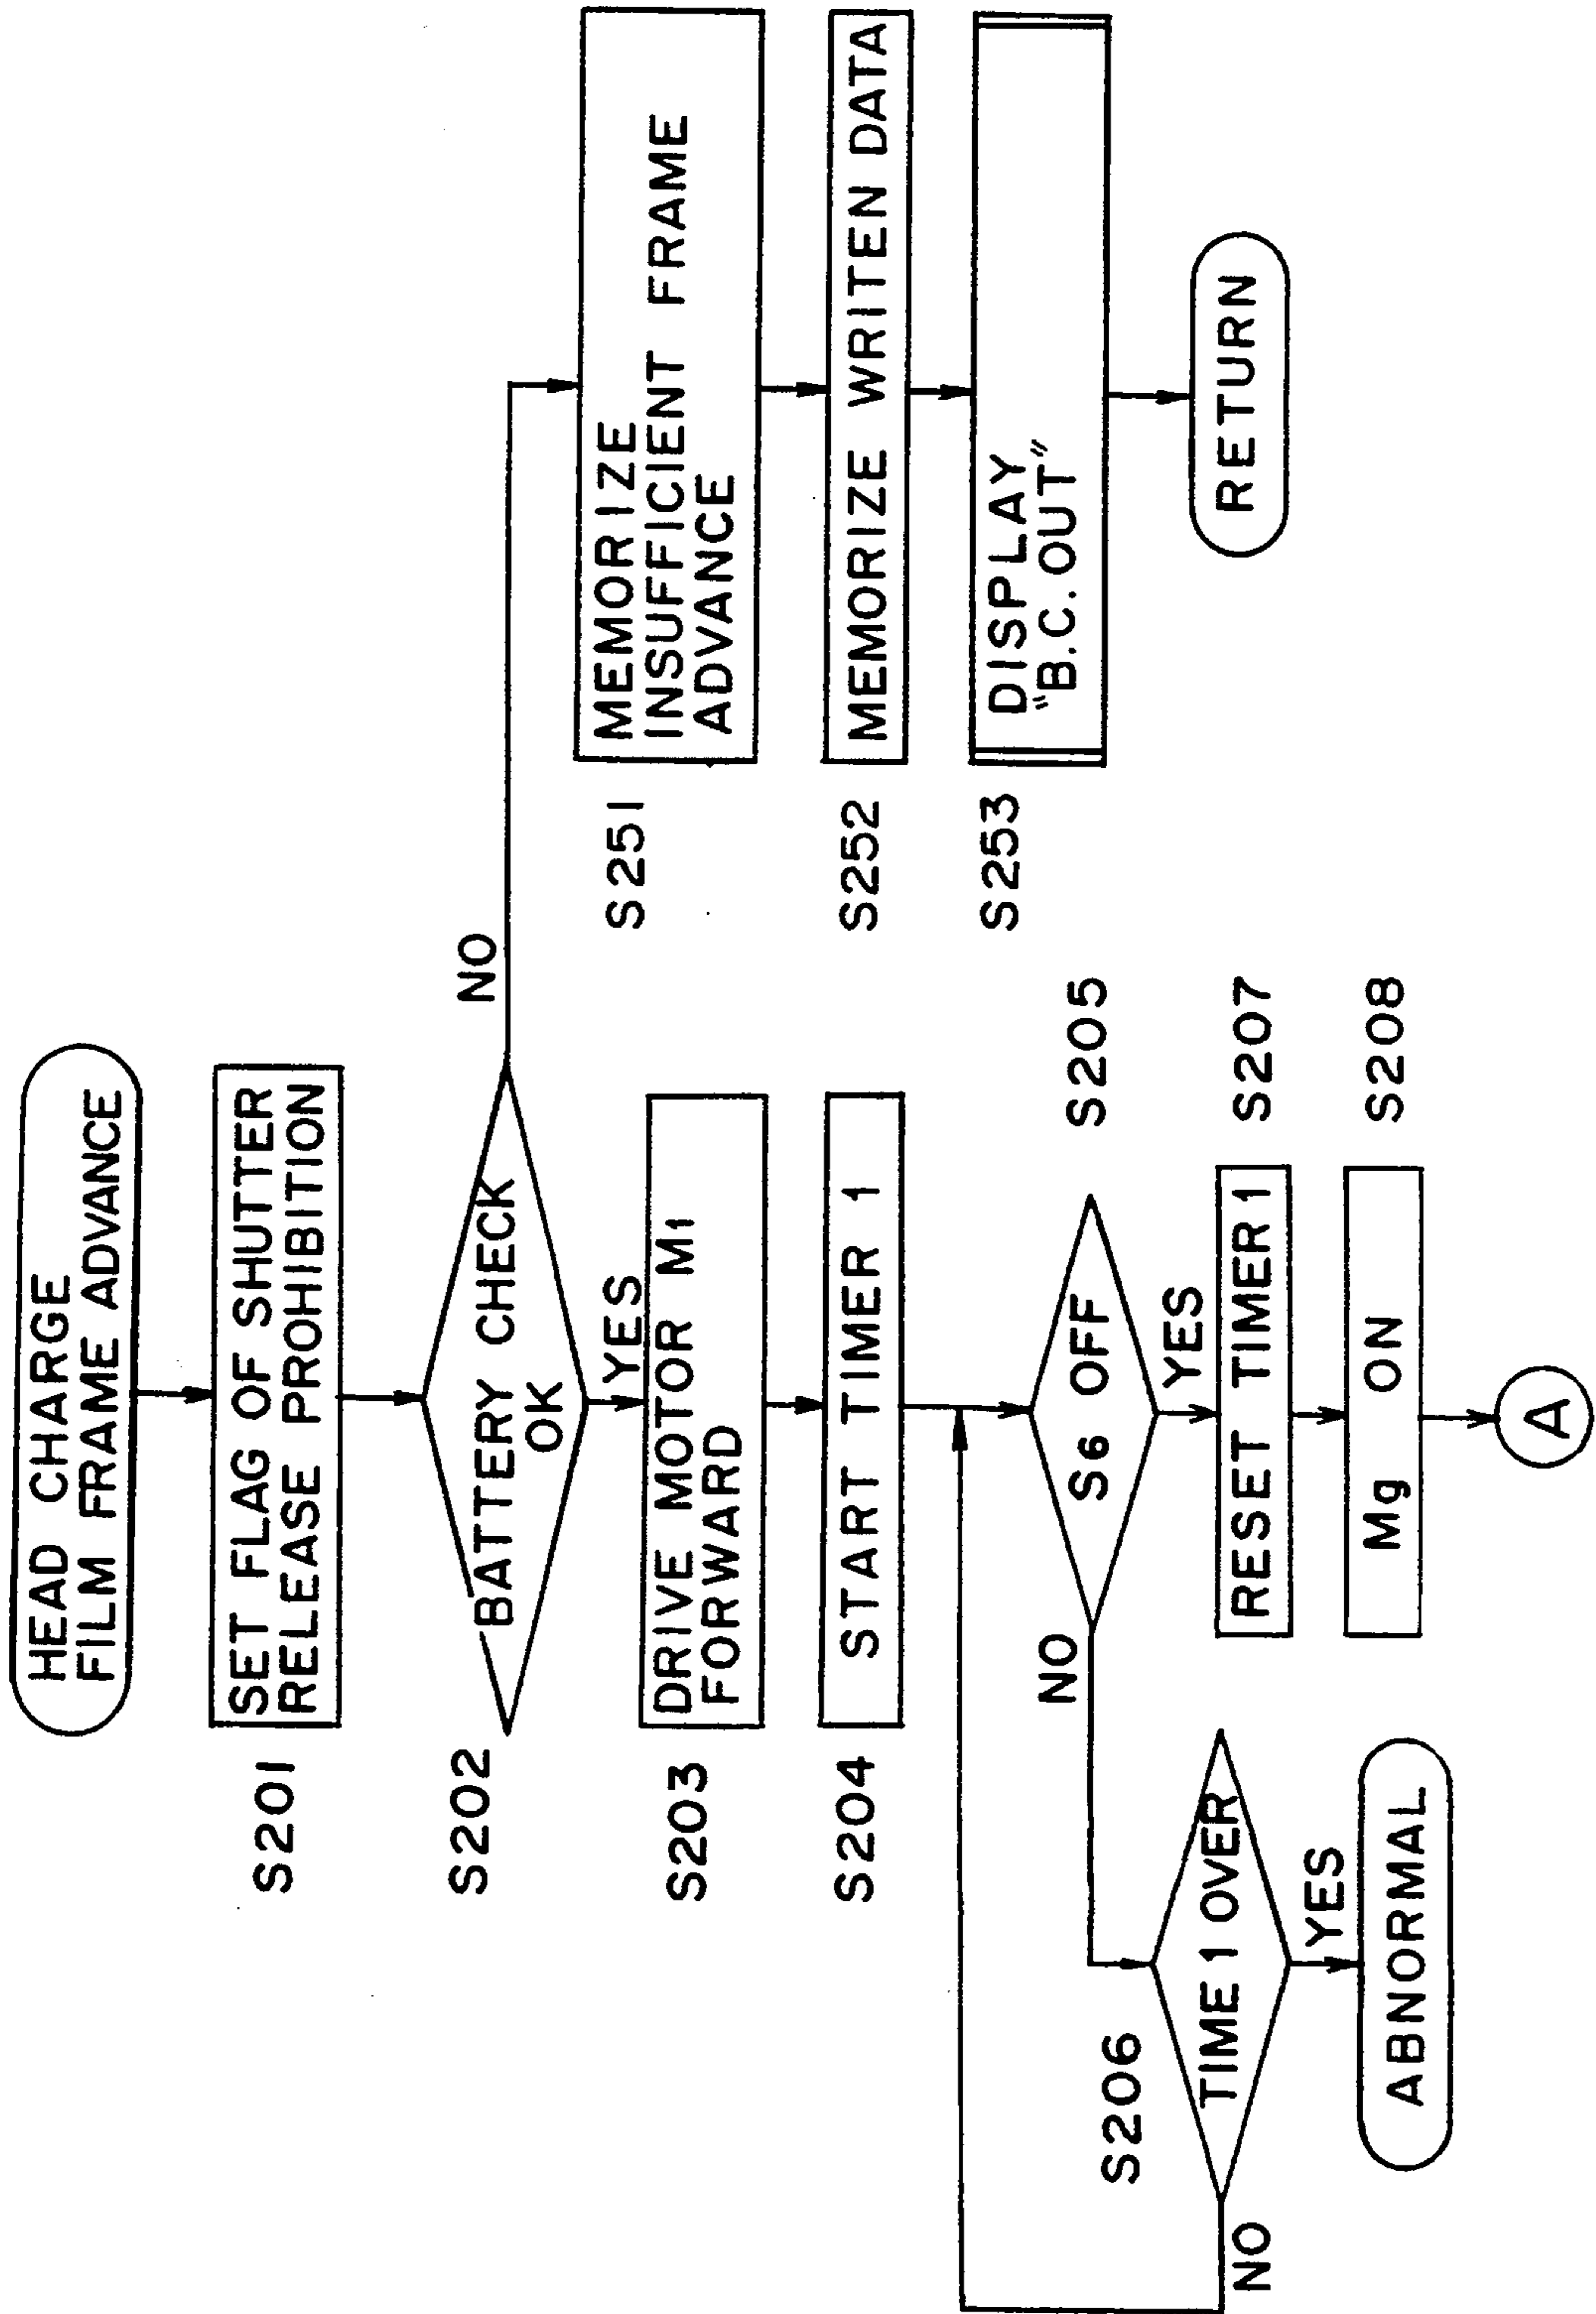 HEAD CHARGE
FILM FRAME ADVANCE
S201
SET FLAG OF SHUTTER
RELEASE PROHIBITION
S202
BATTERY CHECK
OK
NO
YES
S203
DRIVE MOTOR M1
FORWARD
S204
START TIMER 1
S205
S6 OFF
NO
YES
S206
TIME 1 OVER
NO
YES
ABNORMAL
S207
RESET TIMER 1
S208
Mg ON
A
S251
MEMORIZE
INSUFFICIENT FRAME
ADVANCE
S252
MEMORIZE WRITEN DATA
S253
DISPLAY
"B.C.OUT"
RETURN